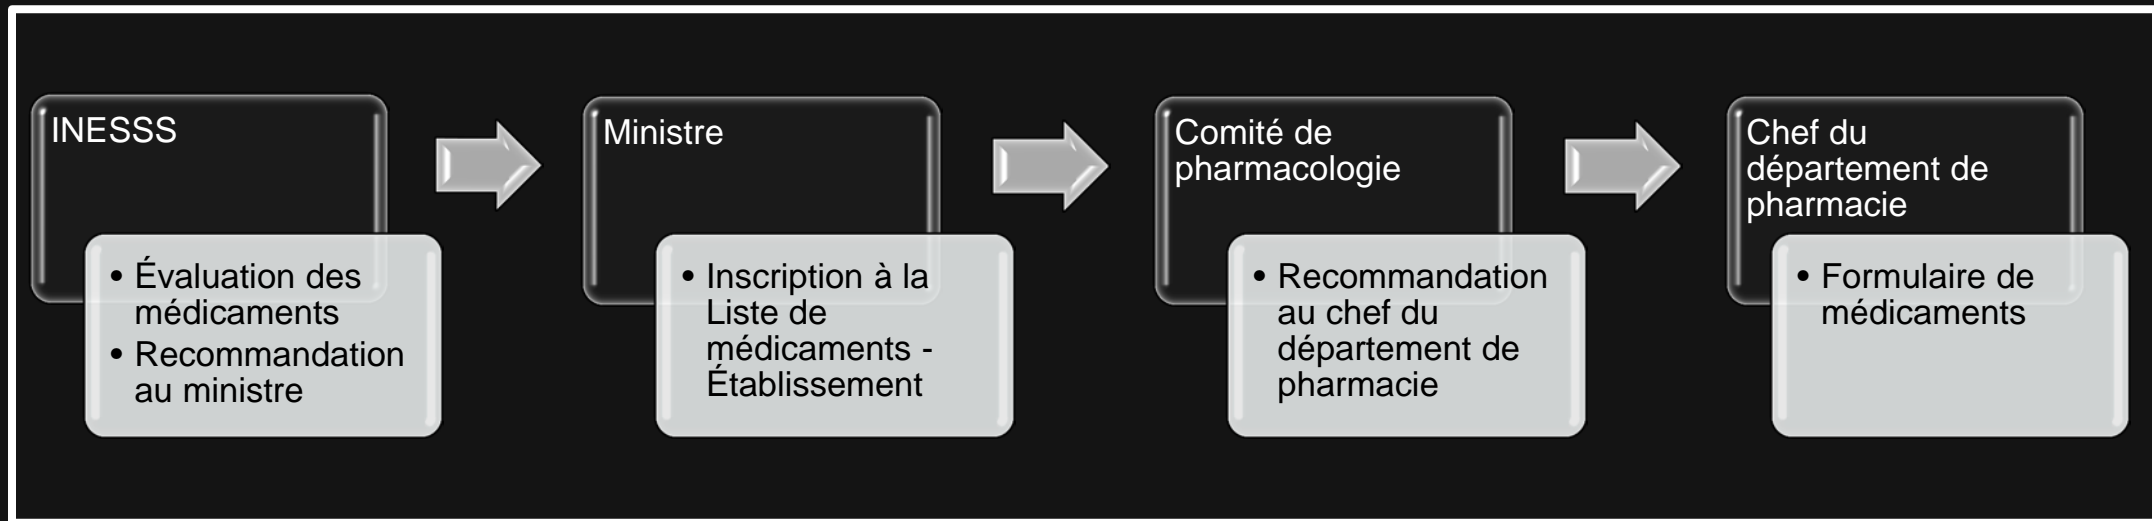 INESSS
• Évaluation des
médicaments
• Recommandation
au ministre
Ministre
• Inscription à la
Liste de
médicaments -
Établissement
Comité de
pharmacologie
• Recommandation
au chef du
département de
pharmacie
Chef du
département de
pharmacie
• Formulaire de
médicaments